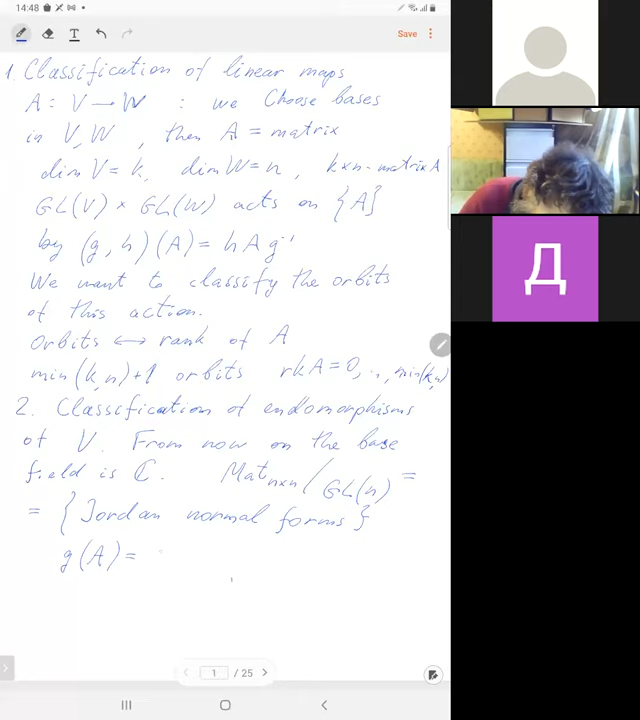 14:48
Save
1. Classification of linear maps
A : V → W : we choose bases
in V, W , then A = matrix
dim V = k, dim W = n, k×n - matrix A
GL(V) × GL(W) acts on {A}
by (g, h)(A) = h A g⁻¹
We want to classify the orbits
of this action.
Orbits ↔ rank of A
min(k,n)+1 orbits rk A = 0, .., min(k,n)
2. Classification of endomorphisms
of V. From now on the base
field is ℂ. Mat n×n / GL(n) =
= { Jordan normal forms }
g(A) =
Д
1 / 25